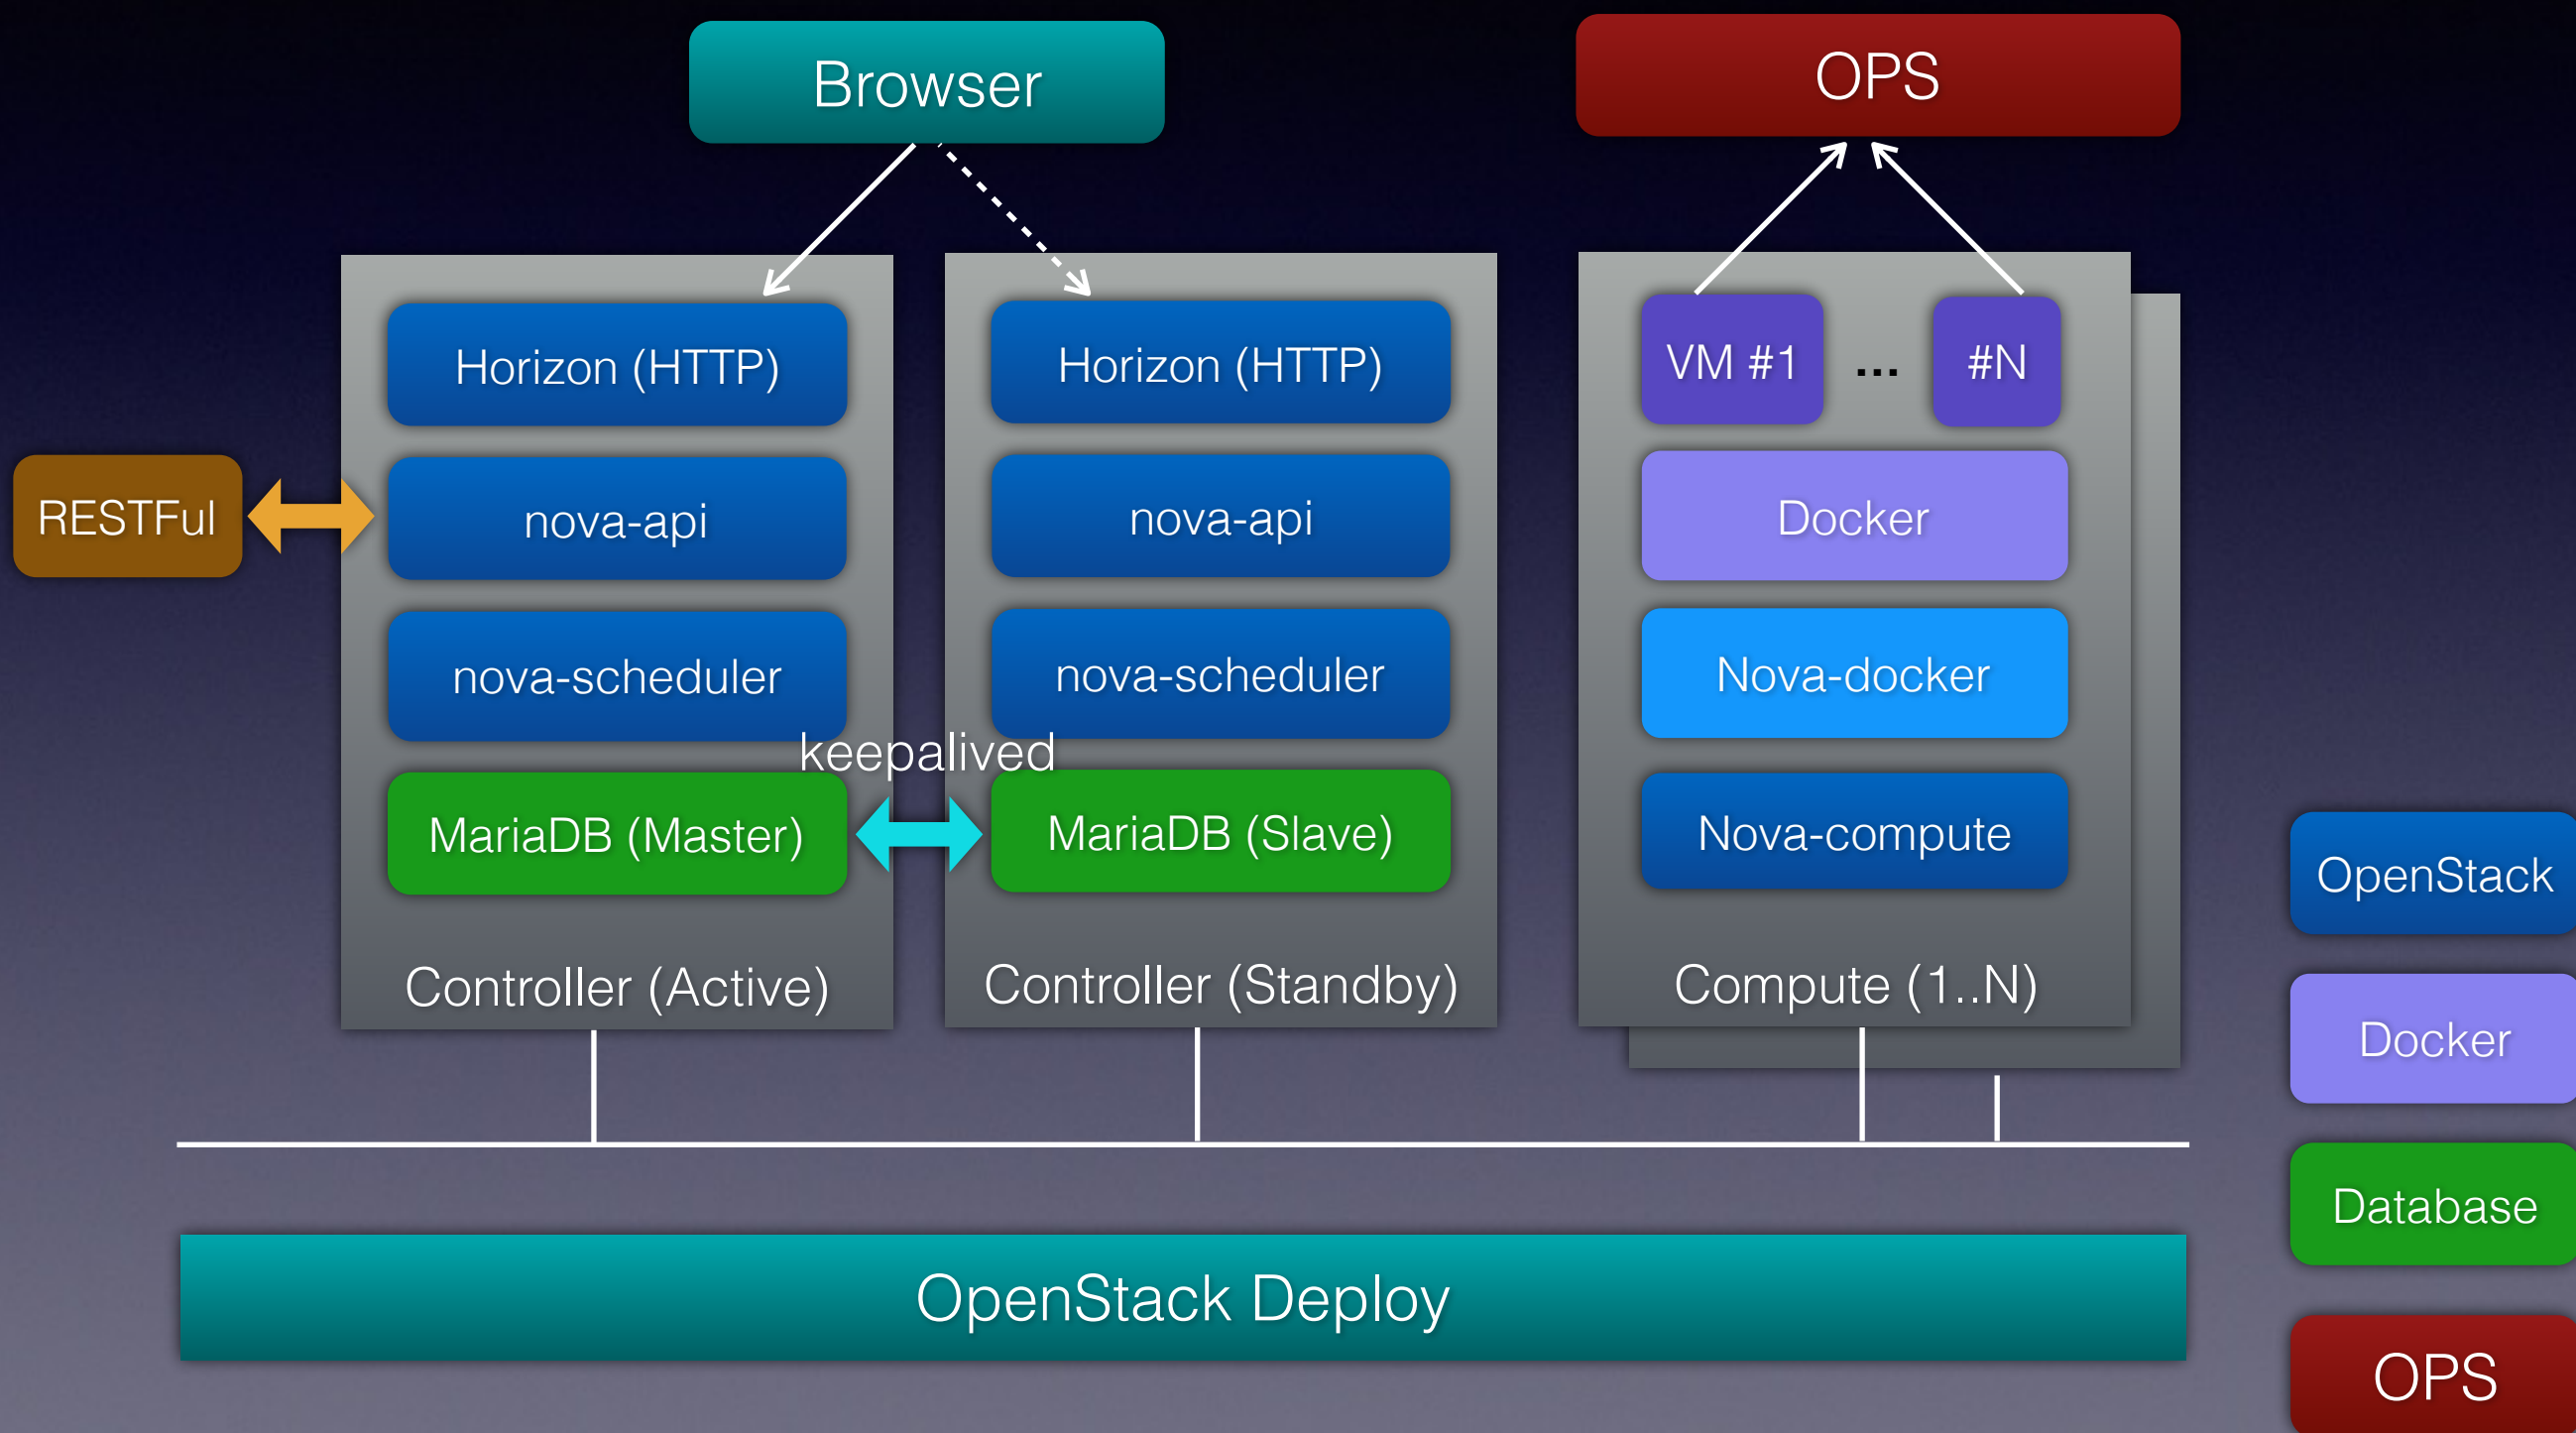 Browser
OPS
Horizon (HTTP)
nova-api
nova-scheduler
MariaDB (Master)
Controller (Active)
RESTFul
keepalived
Horizon (HTTP)
nova-api
nova-scheduler
MariaDB (Slave)
Controller (Standby)
VM #1
...
#N
Docker
Nova-docker
Nova-compute
Compute (1..N)
OpenStack
Docker
Database
OPS
OpenStack Deploy